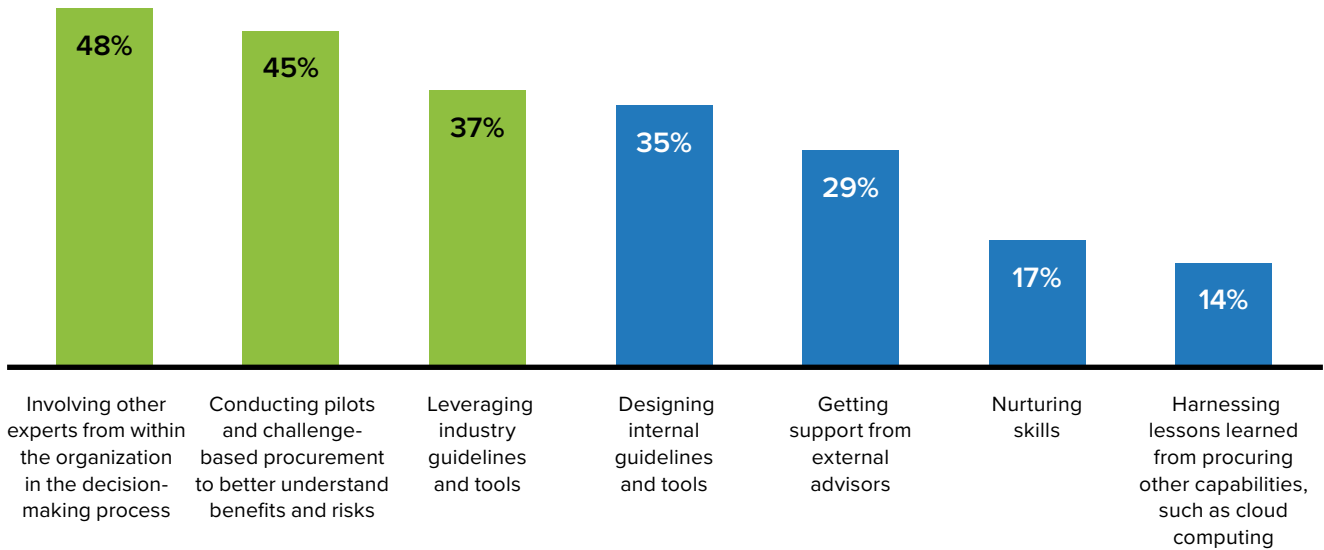 48%
45%
37%
35%
29%
17%
14%
Involving other
experts from within
the organization
in the decision-
making process
Conducting pilots
and challenge-
based procurement
to better understand
benefits and risks
Leveraging
industry
guidelines
and tools
Designing
internal
guidelines
and tools
Getting
support from
external
advisors
Nurturing
skills
Harnessing
lessons learned
from procuring
other capabilities,
such as cloud
computing